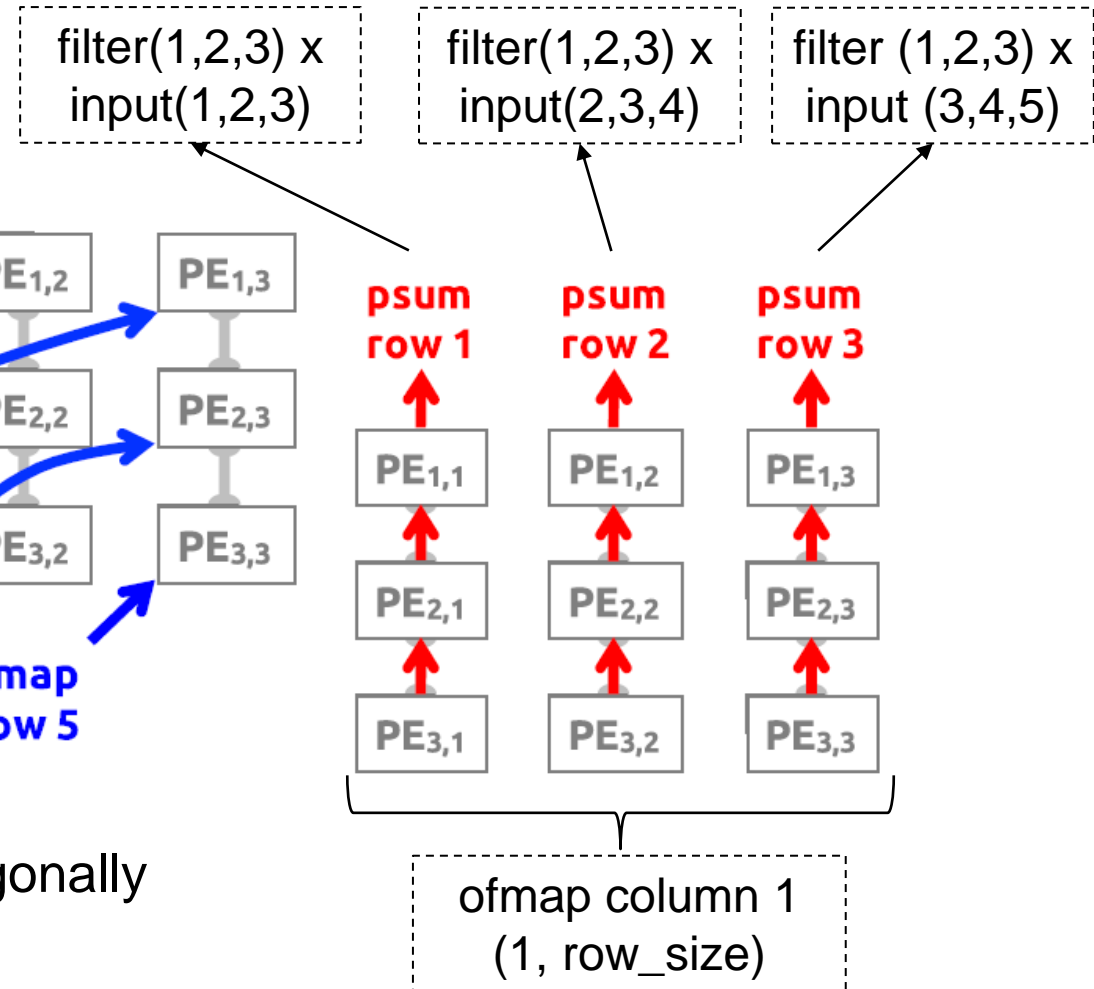 filter(1,2,3) x
input(1,2,3)
filter(1,2,3) x
input(2,3,4)
filter (1,2,3) x
input (3,4,5)
E1,2
PE1,3
E2,2
PE2,3
E3,2
PE3,3
map
ow 5
gonally
psum
row 1
psum
row 2
psum
row 3
PE1,1
PE1,2
PE1,3
PE2,1
PE2,2
PE2,3
PE3,1
PE3,2
PE3,3
ofmap column 1
(1, row_size)